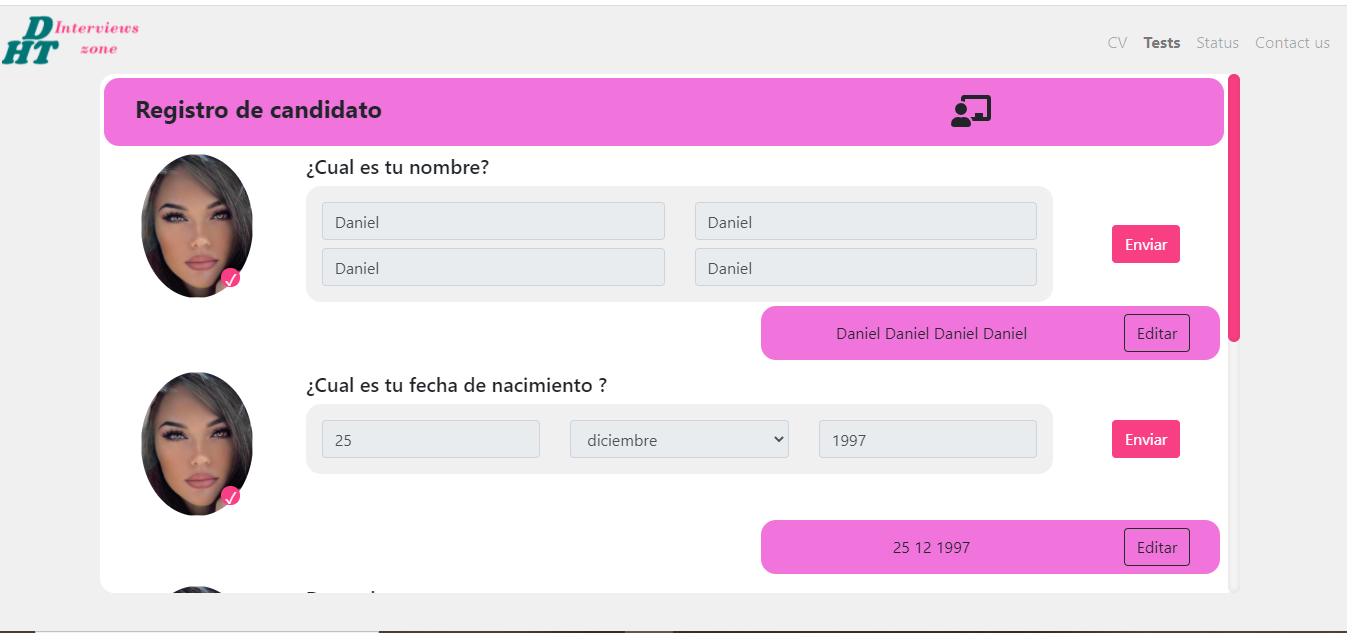 DHT Interviews zone
CV Tests Status Contact us
Registro de candidato
¿Cual es tu nombre?
Daniel Daniel
Daniel Daniel
Enviar
Daniel Daniel Daniel Daniel Editar
¿Cual es tu fecha de nacimiento ?
25 diciembre 1997
Enviar
25 12 1997 Editar